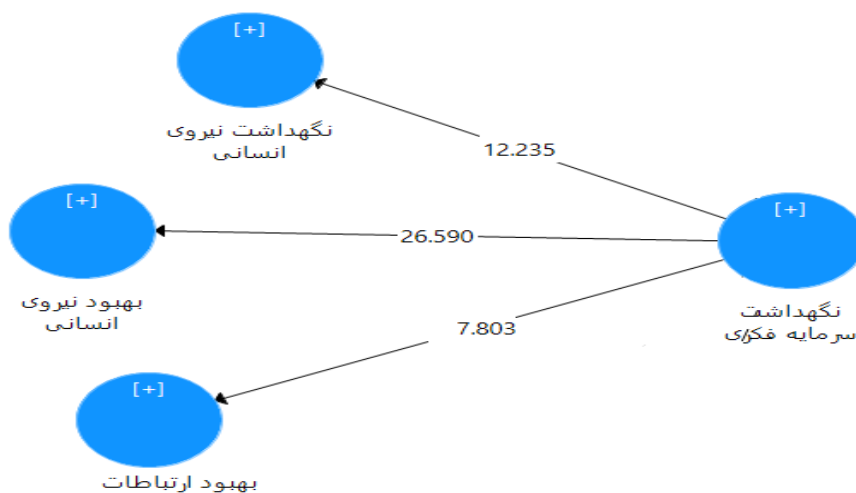 [+]
نگهداشت نیروی
انسانی
12.235
[+]
نگهداشت
سرمایه فکری
[+]
بهبود نیروی
انسانی
26.590
7.803
[+]
بهبود ارتباطات